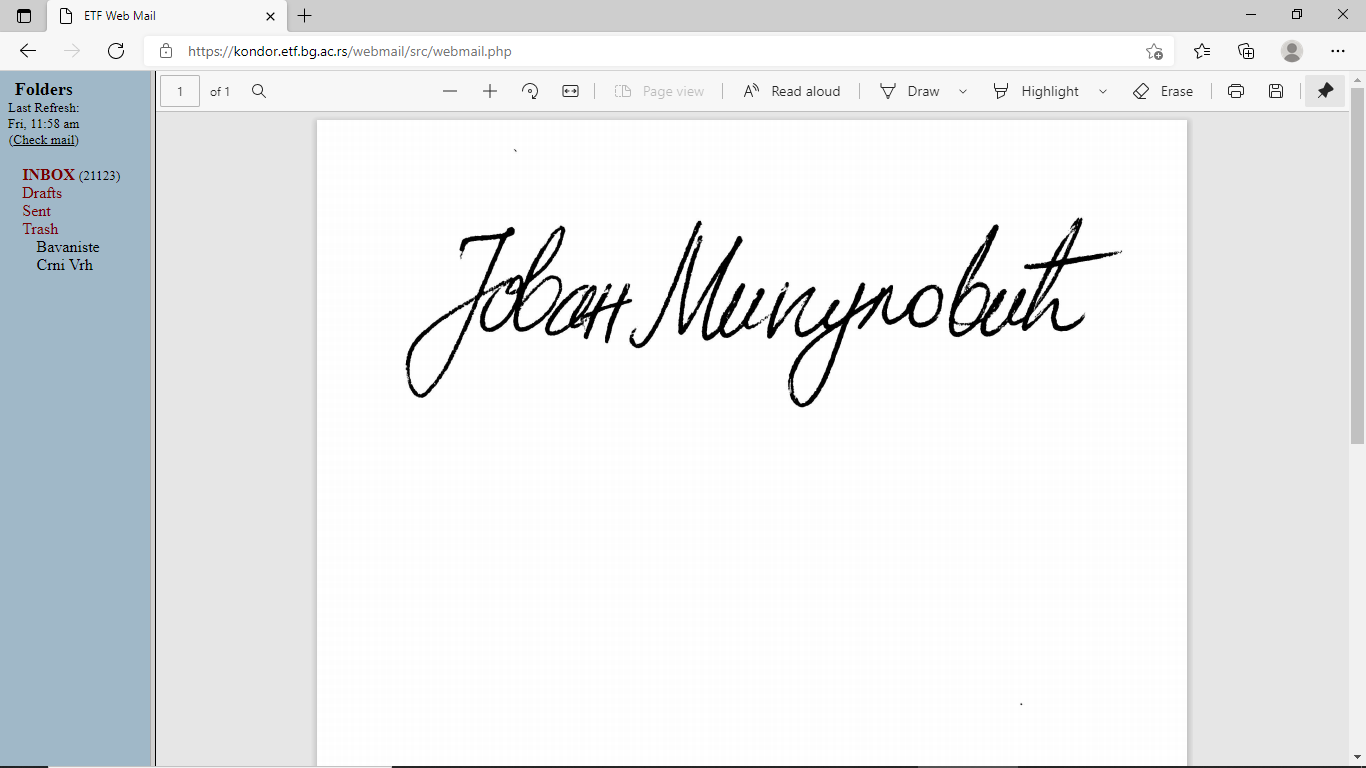 ETF Web Mail
https://kondor.etf.bg.ac.rs/webmail/src/webmail.php
Folders
Last Refresh:
Fri, 11:58 am
(Check mail)
INBOX (21123)
Drafts
Sent
Trash
Bavaniste
Crni Vrh
1 of 1 Page view Read aloud Draw Highlight Erase
Јован